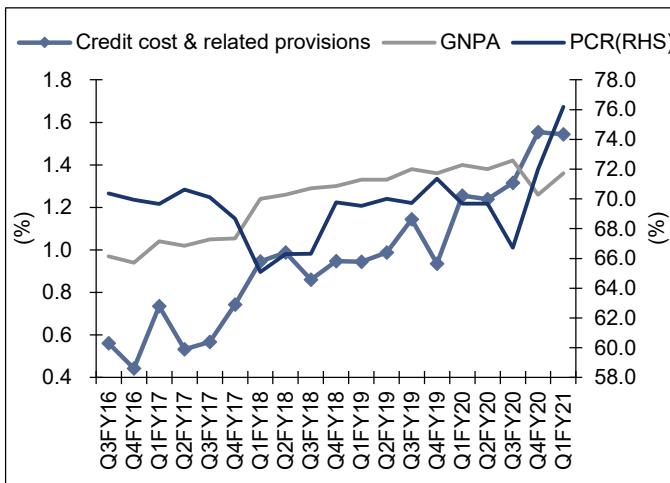 Credit cost & related provisions GNPA PCR(RHS)
1.8 78.0
1.6 76.0
74.0
1.4 72.0
1.2 70.0
68.0
1.0 66.0
0.8 64.0
62.0
0.6 60.0
0.4 58.0
(%)
(%)
Q3FY16
Q4FY16
Q1FY17
Q2FY17
Q3FY17
Q4FY17
Q1FY18
Q2FY18
Q3FY18
Q4FY18
Q1FY19
Q2FY19
Q3FY19
Q4FY19
Q1FY20
Q2FY20
Q3FY20
Q4FY20
Q1FY21